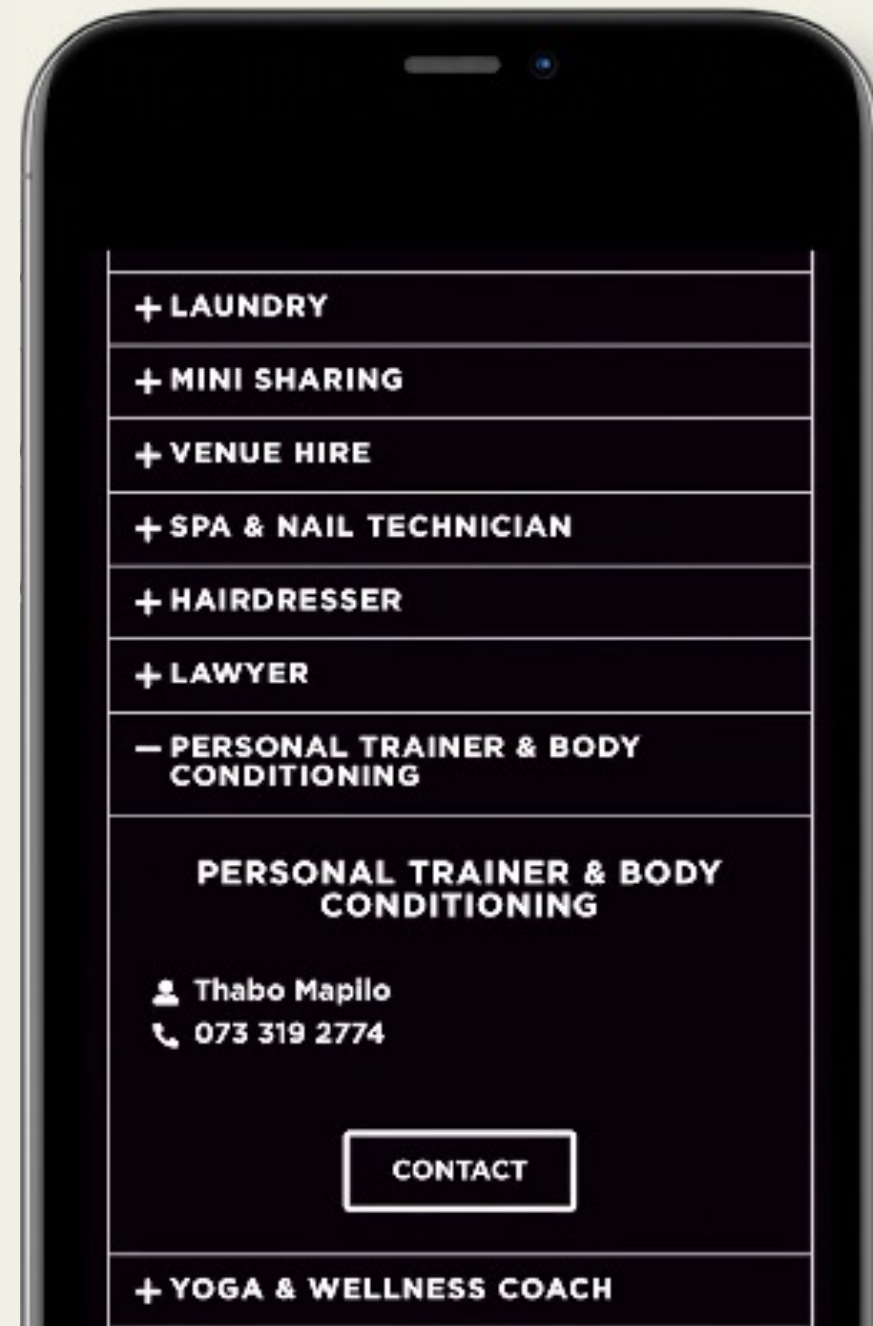 + LAUNDRY
+ MINI SHARING
+ VENUE HIRE
+ SPA & NAIL TECHNICIAN
+ HAIRDRESSER
+ LAWYER
– PERSONAL TRAINER & BODY
CONDITIONING
PERSONAL TRAINER & BODY
CONDITIONING
Thabo Mapilo
073 319 2774
CONTACT
+ YOGA & WELLNESS COACH